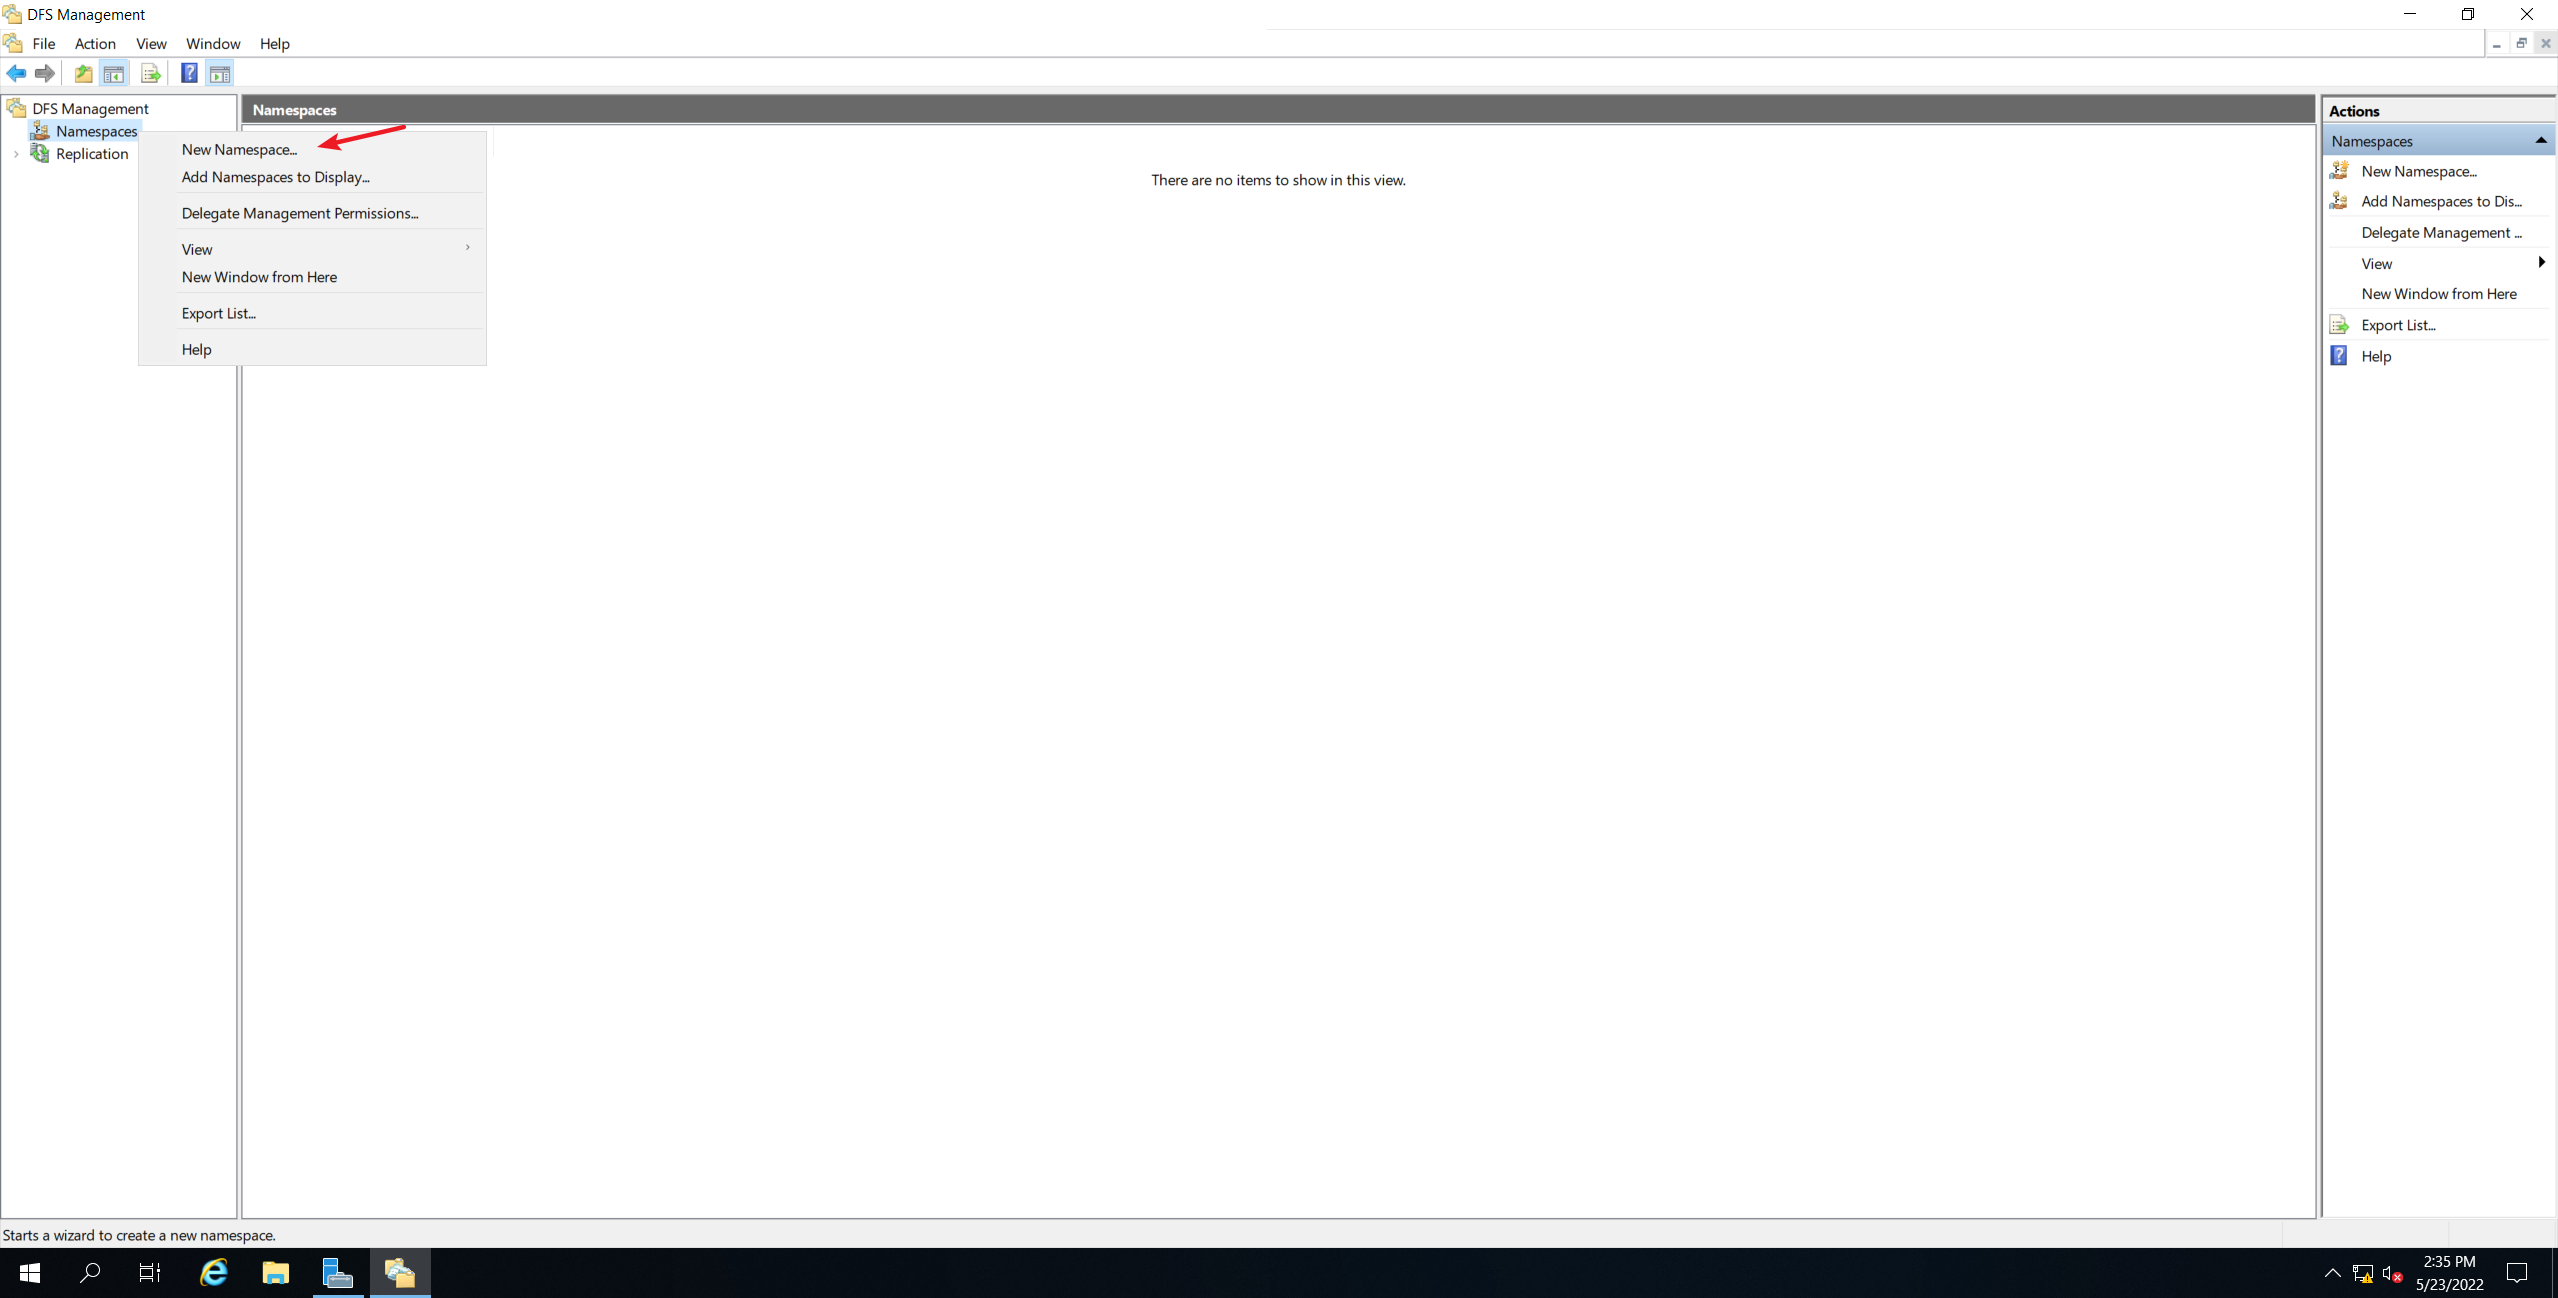 DFS Management
File Action View Window Help
DFS Management
Namespaces
Replication
New Namespace...
Add Namespaces to Display...
Delegate Management Permissions...
View
New Window from Here
Export List...
Help
Namespaces
There are no items to show in this view.
Actions
Namespaces
New Namespace...
Add Namespaces to Dis...
Delegate Management ...
View
New Window from Here
Export List...
Help
Starts a wizard to create a new namespace.
2:35 PM
5/23/2022